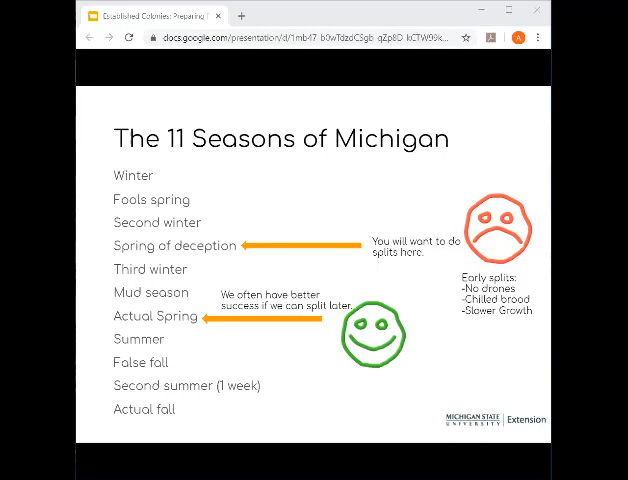 Established Colonies: Preparing f
docs.google.com/presentation/d/1mb47-b0wTdzdCSgb-qZp8D_kCTW99k...
A
The 11 Seasons of Michigan
Winter
Fools spring
Second winter
Spring of deception
You will want to do
splits here.
Third winter
Early splits:
-No drones
-Chilled brood
-Slower Growth
Mud season
We often have better
success if we can split later.
Actual Spring
Summer
False fall
Second summer (1 week)
Actual fall
MICHIGAN STATE
UNIVERSITY
Extension